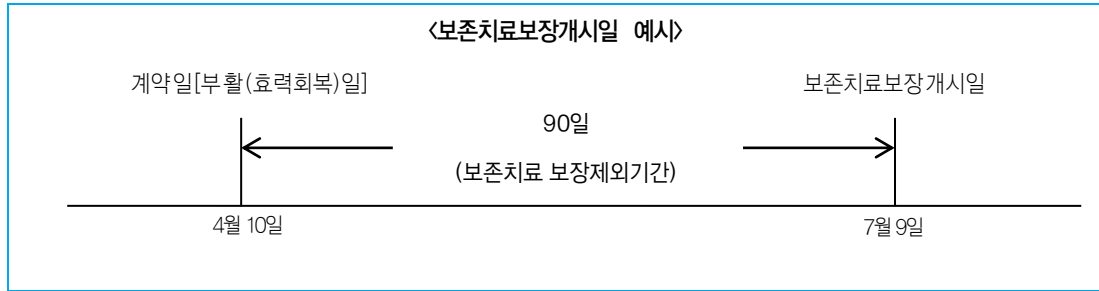 <보존치료보장개시일 예시>
계약일[부활(효력회복)일] 보존치료보장개시일
90일
(보존치료 보장제외기간)
4월 10일 7월 9일